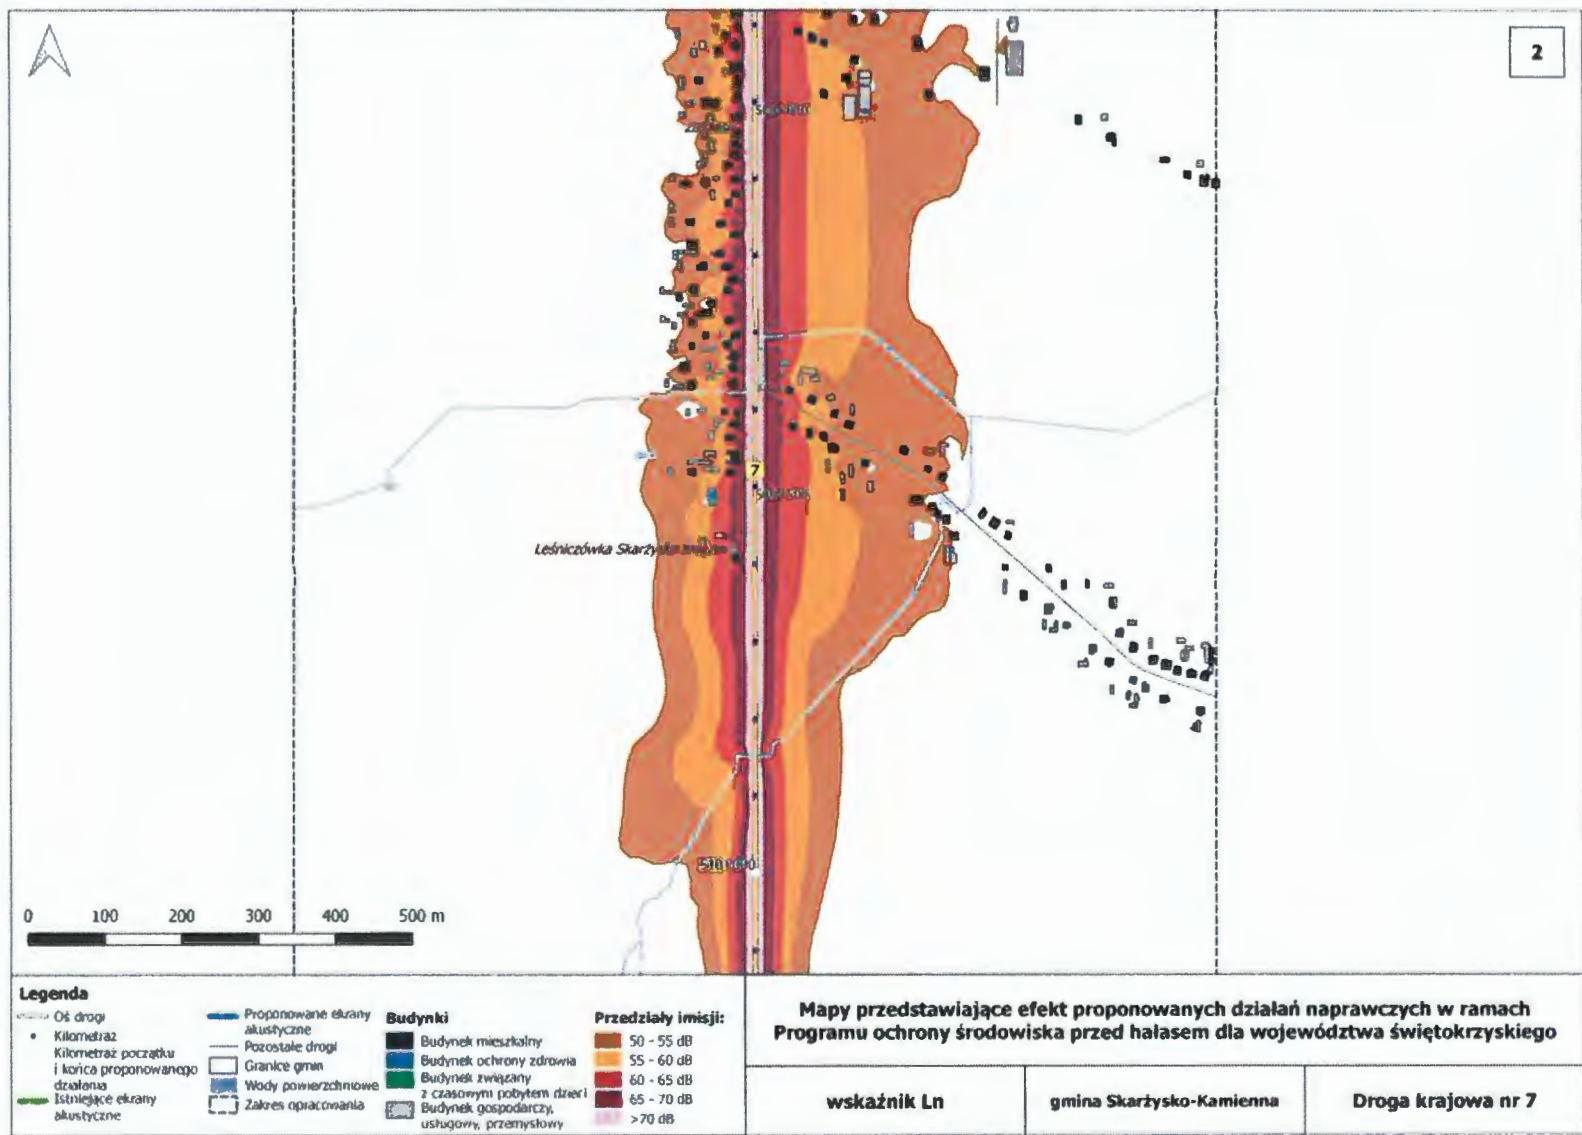 2
7
Leśniczówka Skarżysko
0 100 200 300 400 500 m
Legenda
Oś drogi
Kilometraż
Kilometraż początku
i końca proponowanego
działania
Istniejące ekrany
akustyczne
Proponowane ekrany
akustyczne
Pozostałe drogi
Granice gmin
Wody powierzchniowe
Zakres opracowania
Budynki
Budynek mieszkalny
Budynek ochrony zdrowia
Budynek związany
z czasowym pobytem dzieci
Budynek gospodarczy,
usługowy, przemysłowy
Przedziały imisji:
50 - 55 dB
55 - 60 dB
60 - 65 dB
65 - 70 dB
>70 dB
Mapy przedstawiające efekt proponowanych działań naprawczych w ramach
Programu ochrony środowiska przed hałasem dla województwa świętokrzyskiego
wskaźnik Ln
gmina Skarżysko-Kamienna
Droga krajowa nr 7